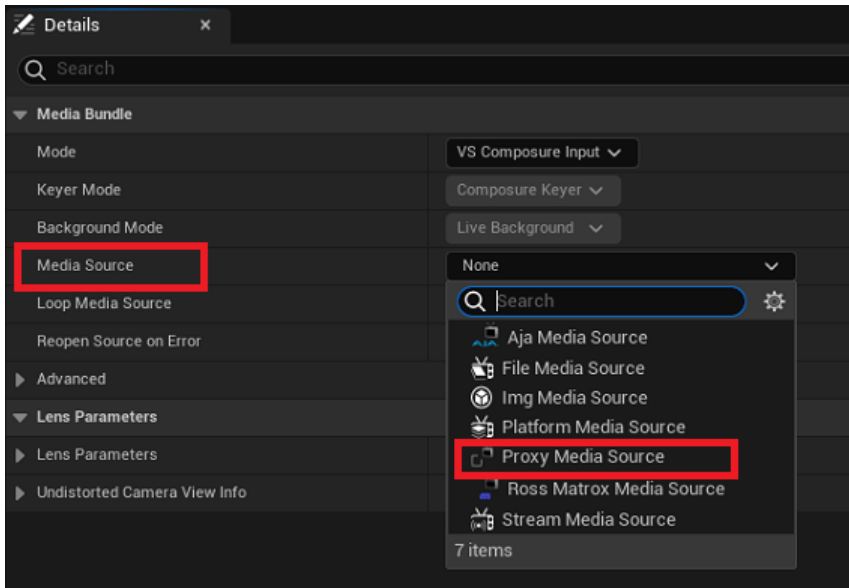 Details ×
Search
Media Bundle
Mode VS Composure Input
Keyer Mode Composure Keyer
Background Mode Live Background
Media Source None
Loop Media Source
Search
Reopen Source on Error
Aja Media Source
File Media Source
Advanced
Img Media Source
Lens Parameters
Platform Media Source
Lens Parameters
Proxy Media Source
Undistorted Camera View Info
Ross Matrox Media Source
Stream Media Source
7 items